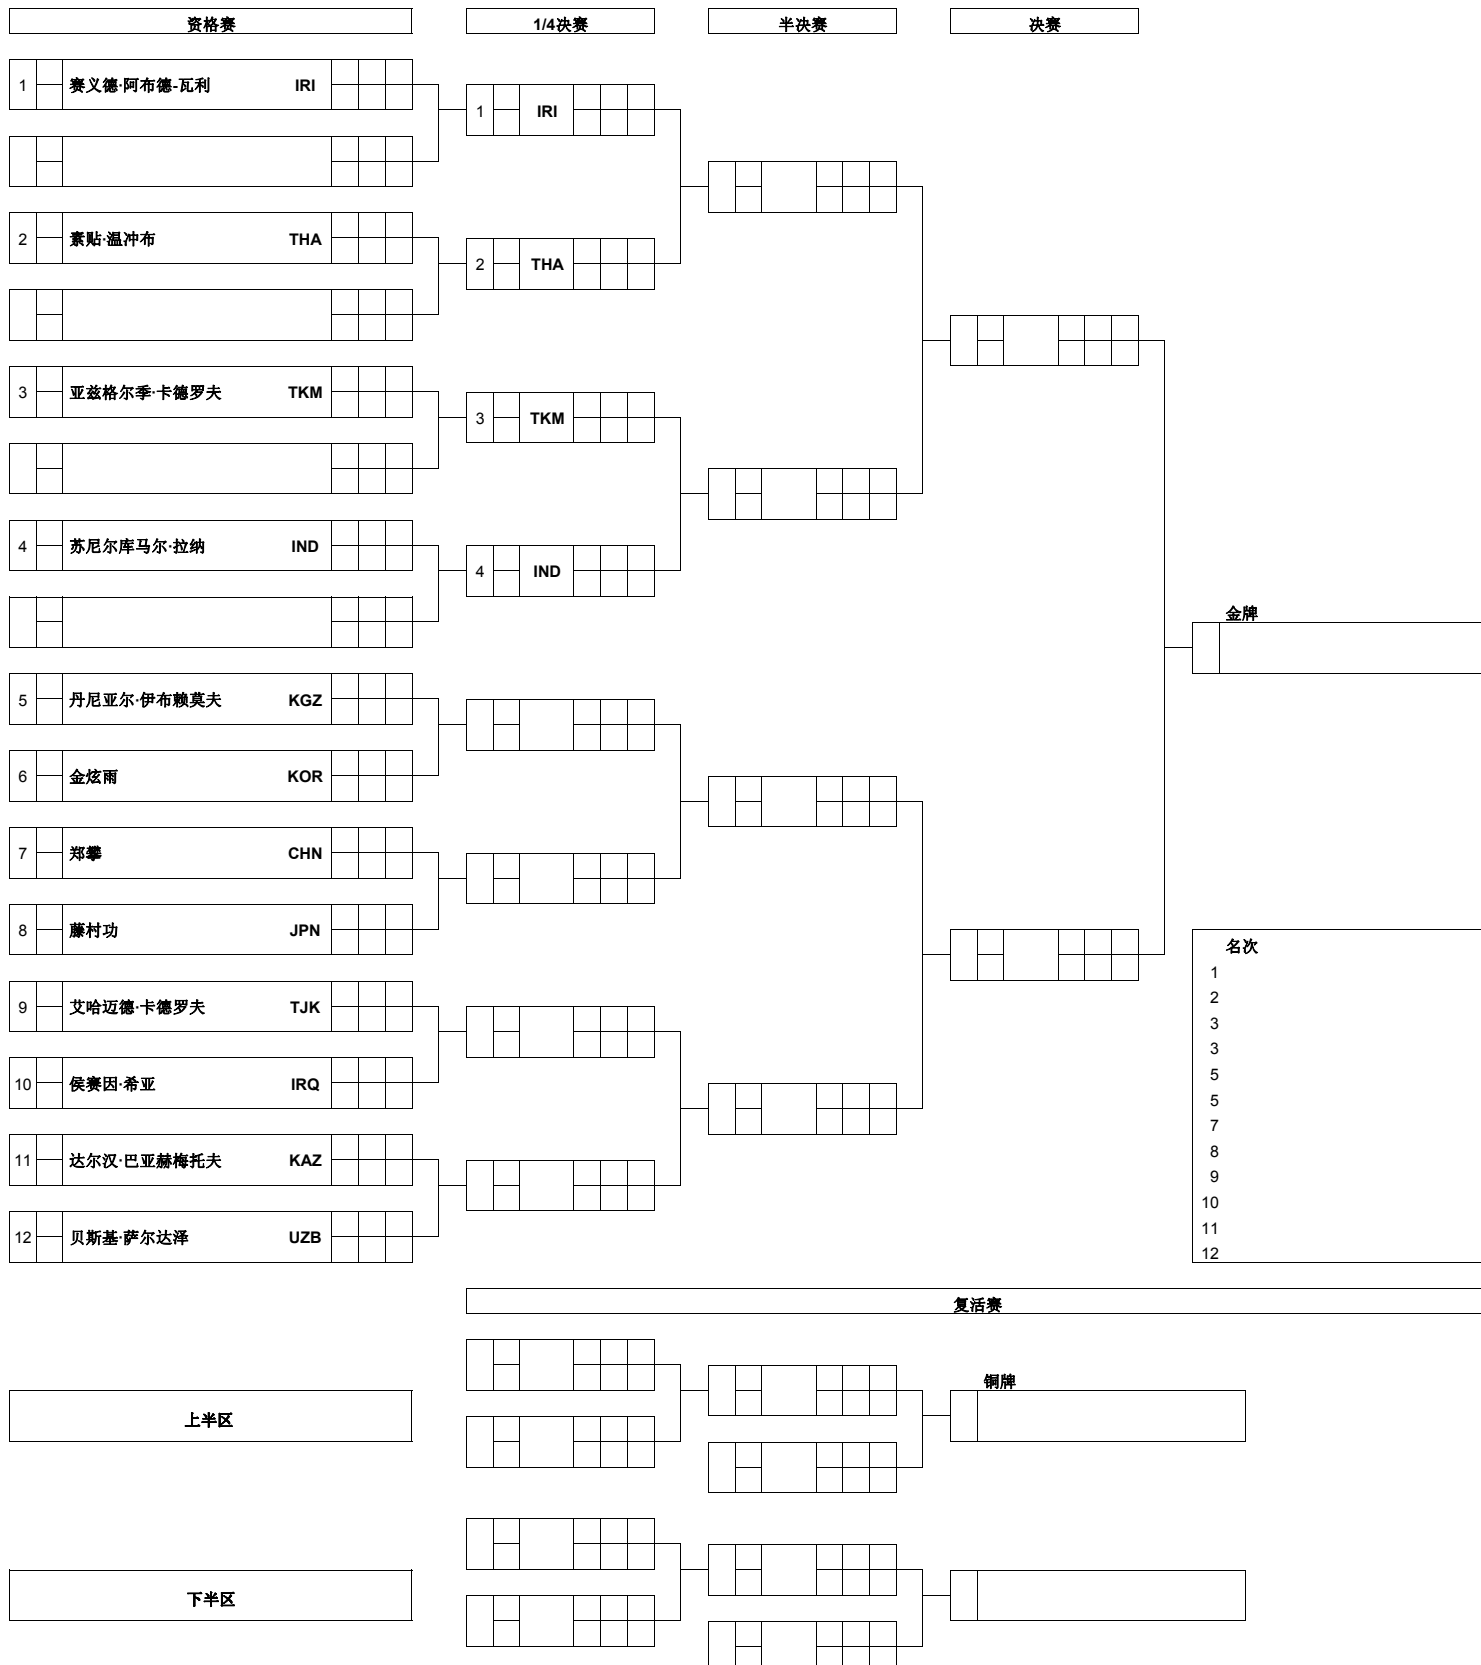 资格赛 1/4决赛 半决赛 决赛
1 赛义德·阿布德-瓦利 IRI
1 IRI
2 素贴·温冲布 THA
2 THA
3 亚兹格尔季·卡德罗夫 TKM
3 TKM
4 苏尼尔库马尔·拉纳 IND
4 IND
金牌
5 丹尼亚尔·伊布赖莫夫 KGZ
6 金炫雨 KOR
7 郑攀 CHN
8 藤村功 JPN
9 艾哈迈德·卡德罗夫 TJK
10 侯赛因·希亚 IRQ
11 达尔汉·巴亚赫梅托夫 KAZ
12 贝斯基·萨尔达泽 UZB
名次
1
2
3
3
5
5
7
8
9
10
11
12
复活赛
铜牌
上半区
下半区